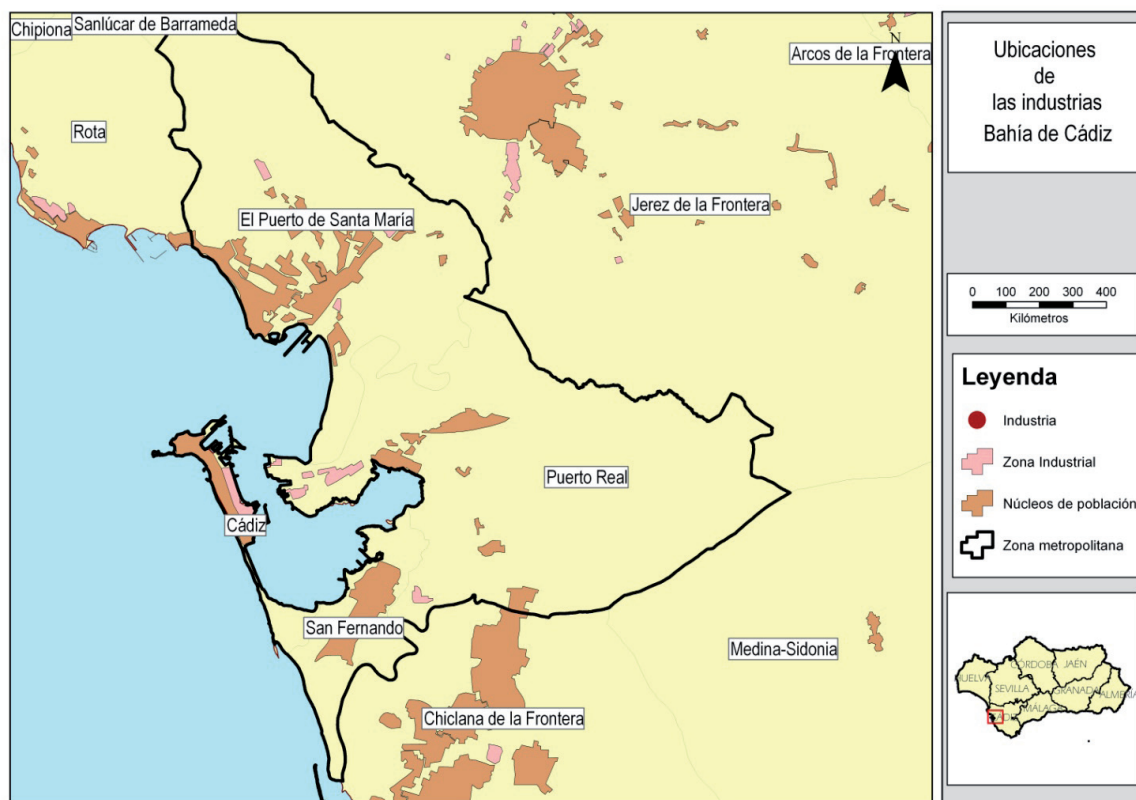 Chipiona
Sanlúcar de Barrameda
N
Arcos de la Frontera
Rota
El Puerto de Santa María
Jerez de la Frontera
Puerto Real
Cádiz
San Fernando
Medina-Sidonia
Chiclana de la Frontera
Ubicaciones
de
las industrias
Bahía de Cádiz
0 100 200 300 400
Kilómetros
Leyenda
Industria
Zona Industrial
Núcleos de población
Zona metropolitana
CÓRDOBA
JAÉN
HUELVA
SEVILLA
GRANADA
ALMERIA
MÁLAGA